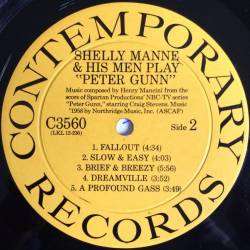 CONTEMPORARY
SHELLY MANNE
& HIS MEN PLAY
"PETER GUNN"
Music composed by Henry Mancini from the
score of Spartan Productions' NBC-TV series
"Peter Gunn," starring Craig Stevens. Music
1958 by Northridge Music, Inc. (ASCAP)
C3560
(LKL 12-236)
Side 2
1. FALLOUT (4:34)
2. SLOW & EASY (4:03)
3. BRIEF & BREEZY (5:56)
4. DREAMVILLE (3:52)
5. A PROFOUND GASS (3:49)
RECORDS